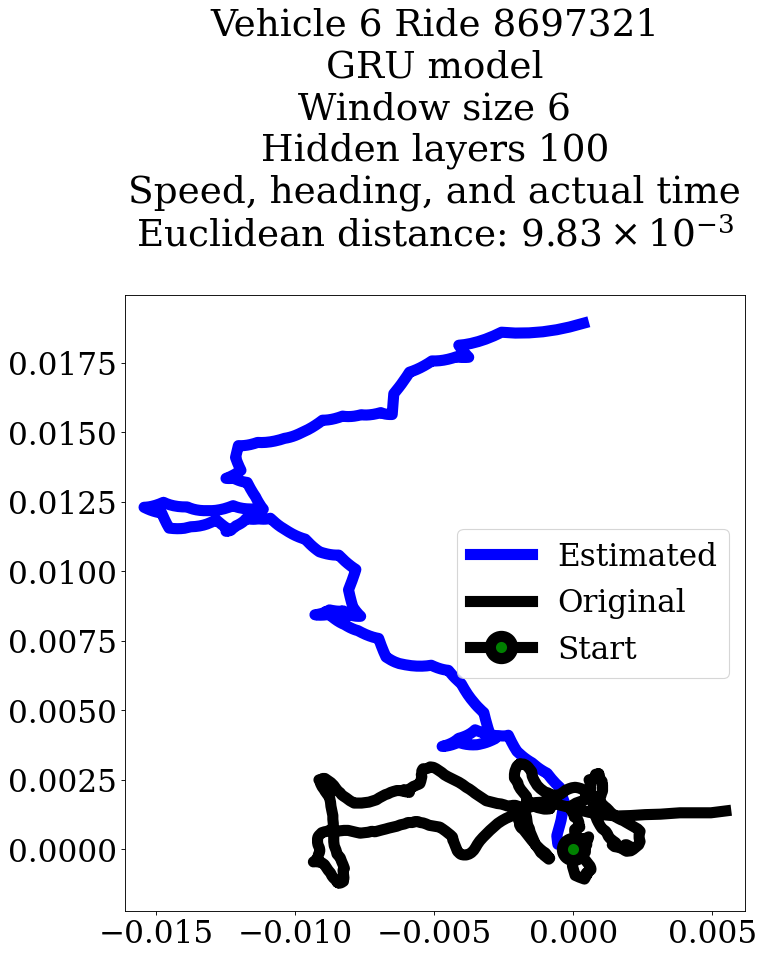 Vehicle 6 Ride 8697321
GRU model
Window size 6
Hidden layers 100
Speed, heading, and actual time
Euclidean distance: 9.83 × 10⁻³
0.0175
0.0150
0.0125
0.0100
0.0075
0.0050
0.0025
0.0000
Estimated
Original
Start
−0.015 −0.010 −0.005 0.000 0.005